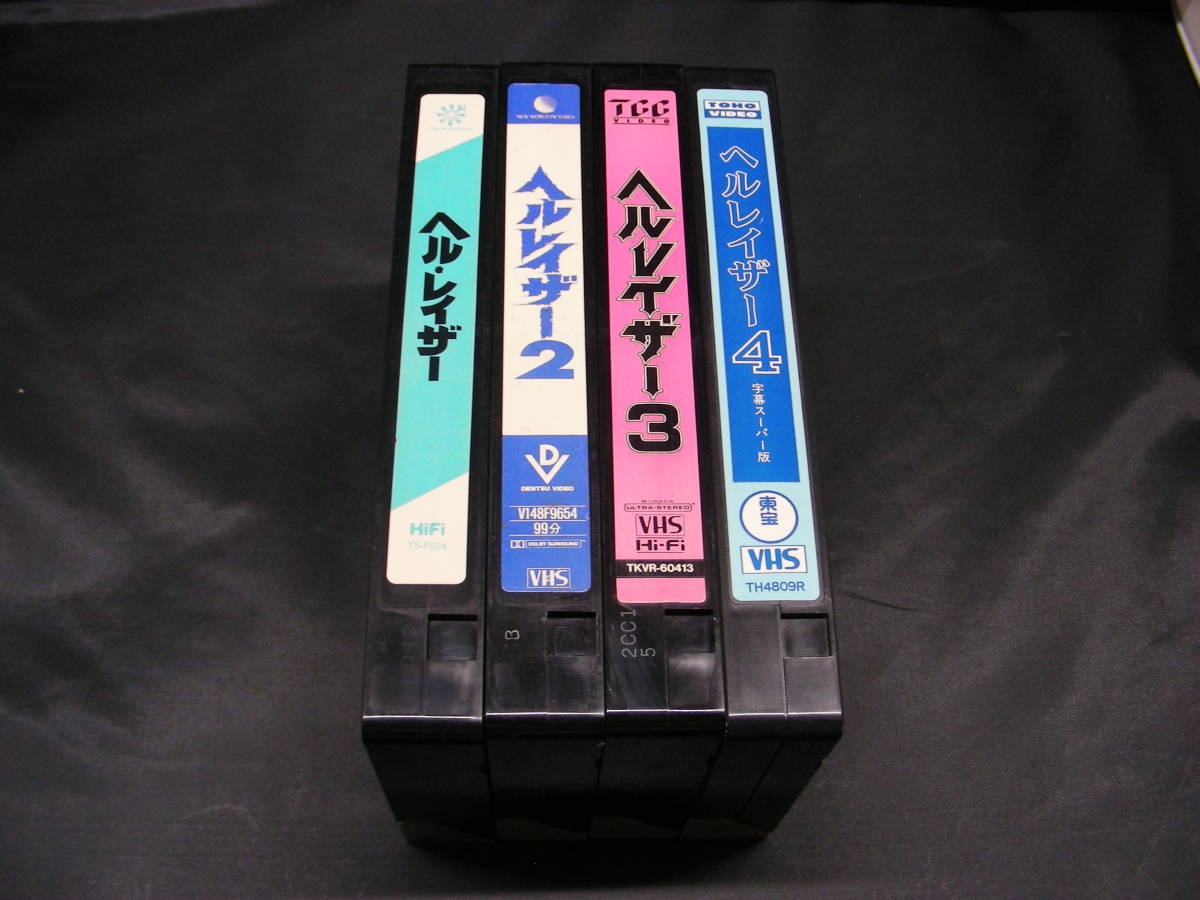 ヘル・レイザー
HiFi
TS-F624
NEW WORLD PICTURES
ヘルレイザー2
DV
DENTSU VIDEO
V148F9654
99分
DOLBY SURROUND
VHS
B
TCC
VIDEO
ヘルレイザー3
ULTRA-STEREO
VHS
Hi-Fi
TKVR-60413
2CC1
5
TOHO
VIDEO
ヘルレイザー4
字幕スーパー版
東宝
VHS
TH4809R